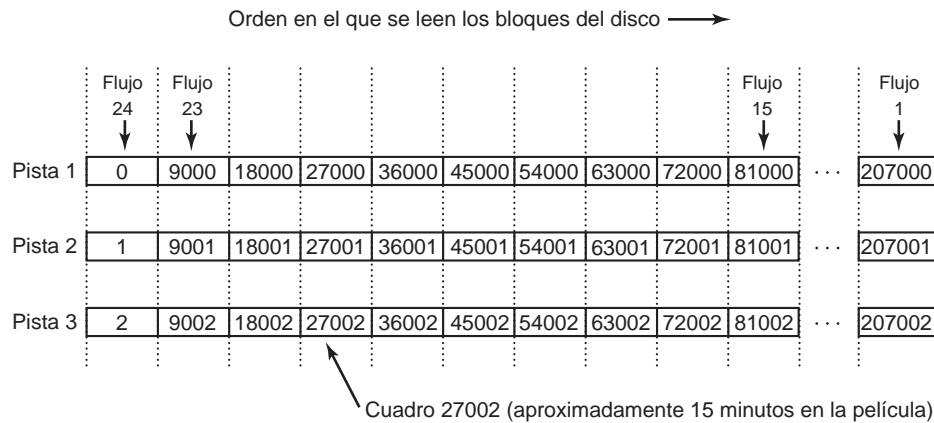 Orden en el que se leen los bloques del disco
Flujo 24 Flujo 23 Flujo 15 Flujo 1
Pista 1 0 9000 18000 27000 36000 45000 54000 63000 72000 81000 · · · 207000
Pista 2 1 9001 18001 27001 36001 45001 54001 63001 72001 81001 · · · 207001
Pista 3 2 9002 18002 27002 36002 45002 54002 63002 72002 81002 · · · 207002
Cuadro 27002 (aproximadamente 15 minutos en la película)